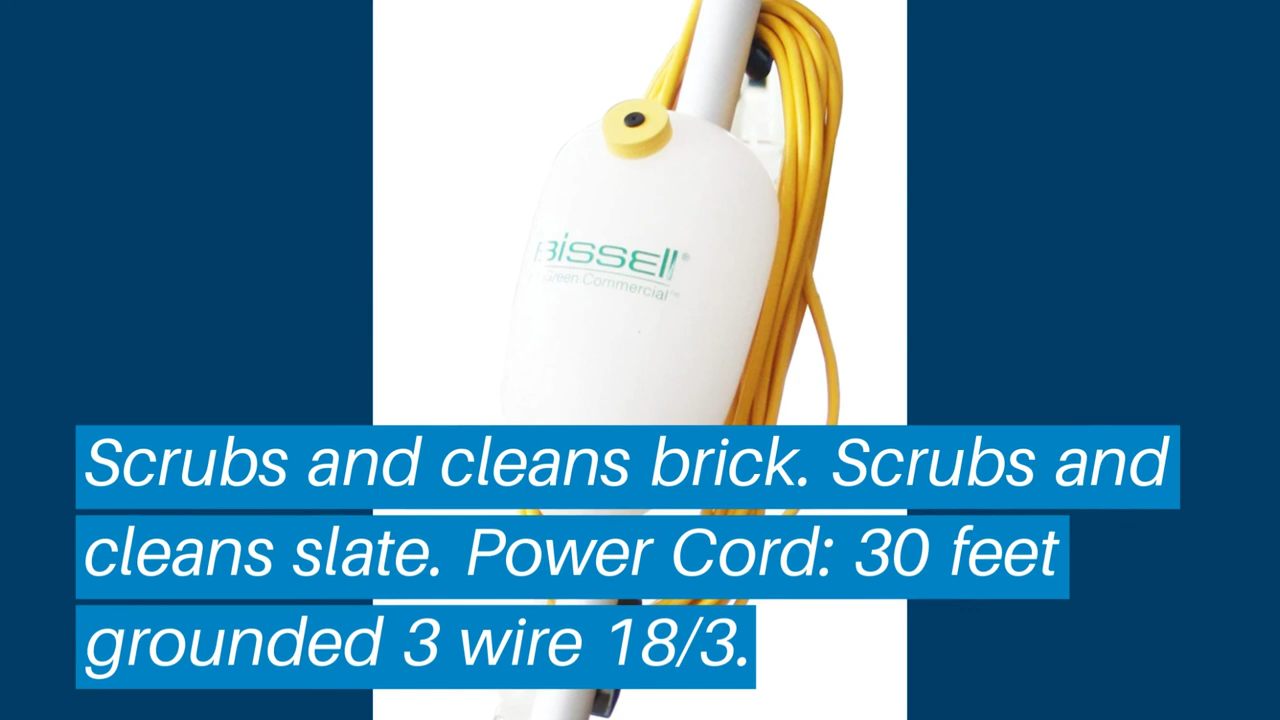 Bissell®
Green Commercial™
Scrubs and cleans brick. Scrubs and
cleans slate. Power Cord: 30 feet
grounded 3 wire 18/3.